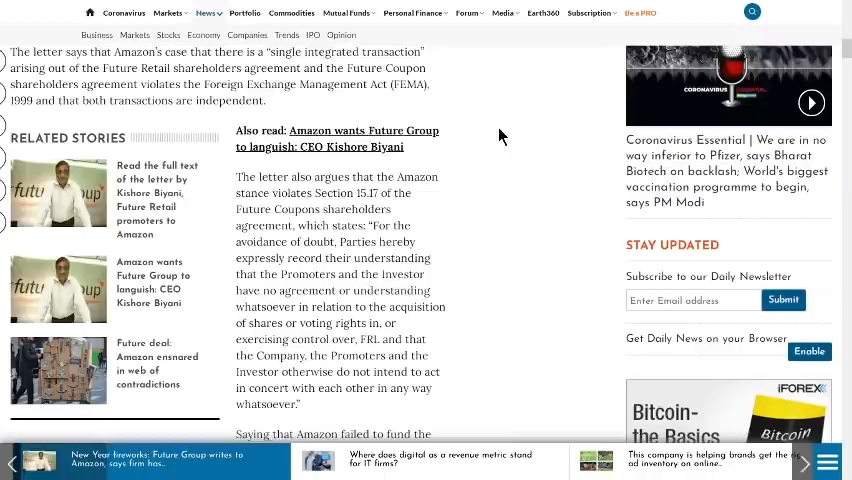 Coronavirus Markets News Portfolio Commodities Mutual Funds Personal Finance Forum Media Earth360 Subscription Be a PRO
Business Markets Stocks Economy Companies Trends IPO Opinion
The letter says that Amazon's case that there is a “single integrated transaction”
arising out of the Future Retail shareholders agreement and the Future Coupon
shareholders agreement violates the Foreign Exchange Management Act (FEMA),
1999 and that both transactions are independent.
RELATED STORIES
Read the full text
of the letter by
Kishore Biyani,
Future Retail
promoters to
Amazon
Amazon wants
Future Group to
languish: CEO
Kishore Biyani
Future deal:
Amazon ensnared
in web of
contradictions
Also read: Amazon wants Future Group
to languish: CEO Kishore Biyani
The letter also argues that the Amazon
stance violates Section 15.17 of the
Future Coupons shareholders
agreement, which states: “For the
avoidance of doubt, Parties hereby
expressly record their understanding
that the Promoters and the Investor
have no agreement or understanding
whatsoever in relation to the acquisition
of shares or voting rights in, or
exercising control over, FRL and that
the Company, the Promoters and the
Investor otherwise do not intend to act
in concert with each other in any way
whatsoever.”
Saying that Amazon failed to fund the
CORONAVIRUS ESSENTIAL
Coronavirus Essential | We are in no
way inferior to Pfizer, says Bharat
Biotech on backlash; World's biggest
vaccination programme to begin,
says PM Modi
STAY UPDATED
Subscribe to our Daily Newsletter
Enter Email address Submit
Get Daily News on your Browser
Enable
iFOREX
Bitcoin-
the Basics
Bitcoin
New Year fireworks: Future Group writes to
Amazon, says firm has...
Where does digital as a revenue metric stand
for IT firms?
This company is helping brands get the
ad inventory on online...